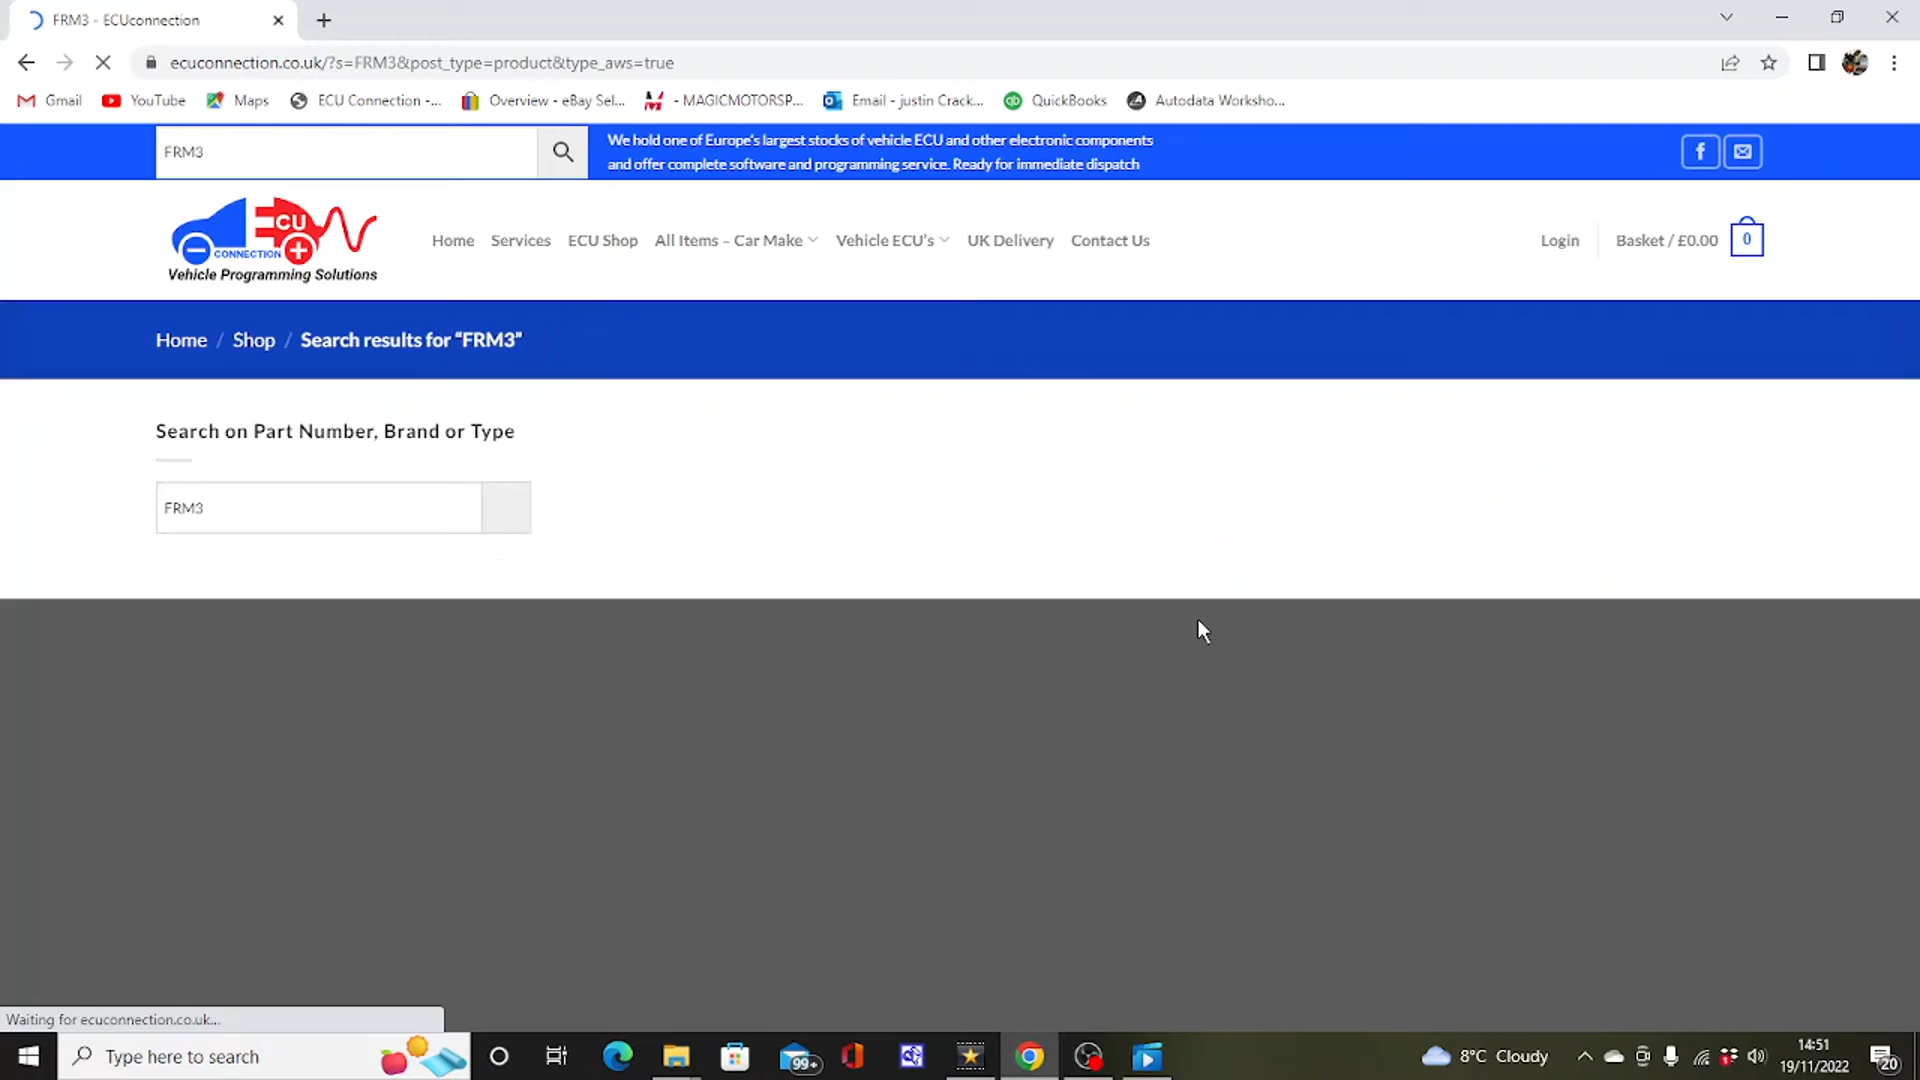 FRM3 - ECUconnection
ecuconnection.co.uk/?s=FRM3&post_type=product&type_aws=true
Gmail YouTube Maps ECU Connection -... Overview - eBay Sel... - MAGICMOTORSP... Email - justin Crack... QuickBooks Autodata Worksho...
FRM3
We hold one of Europe's largest stocks of vehicle ECU and other electronic components
and offer complete software and programming service. Ready for immediate dispatch
ECU
CONNECTION
Vehicle Programming Solutions
Home Services ECU Shop All Items – Car Make Vehicle ECU's UK Delivery Contact Us
Login Basket / £0.00 0
Home / Shop / Search results for “FRM3”
Search on Part Number, Brand or Type
FRM3
Waiting for ecuconnection.co.uk...
Type here to search
99+
8°C Cloudy
14:51
19/11/2022
20